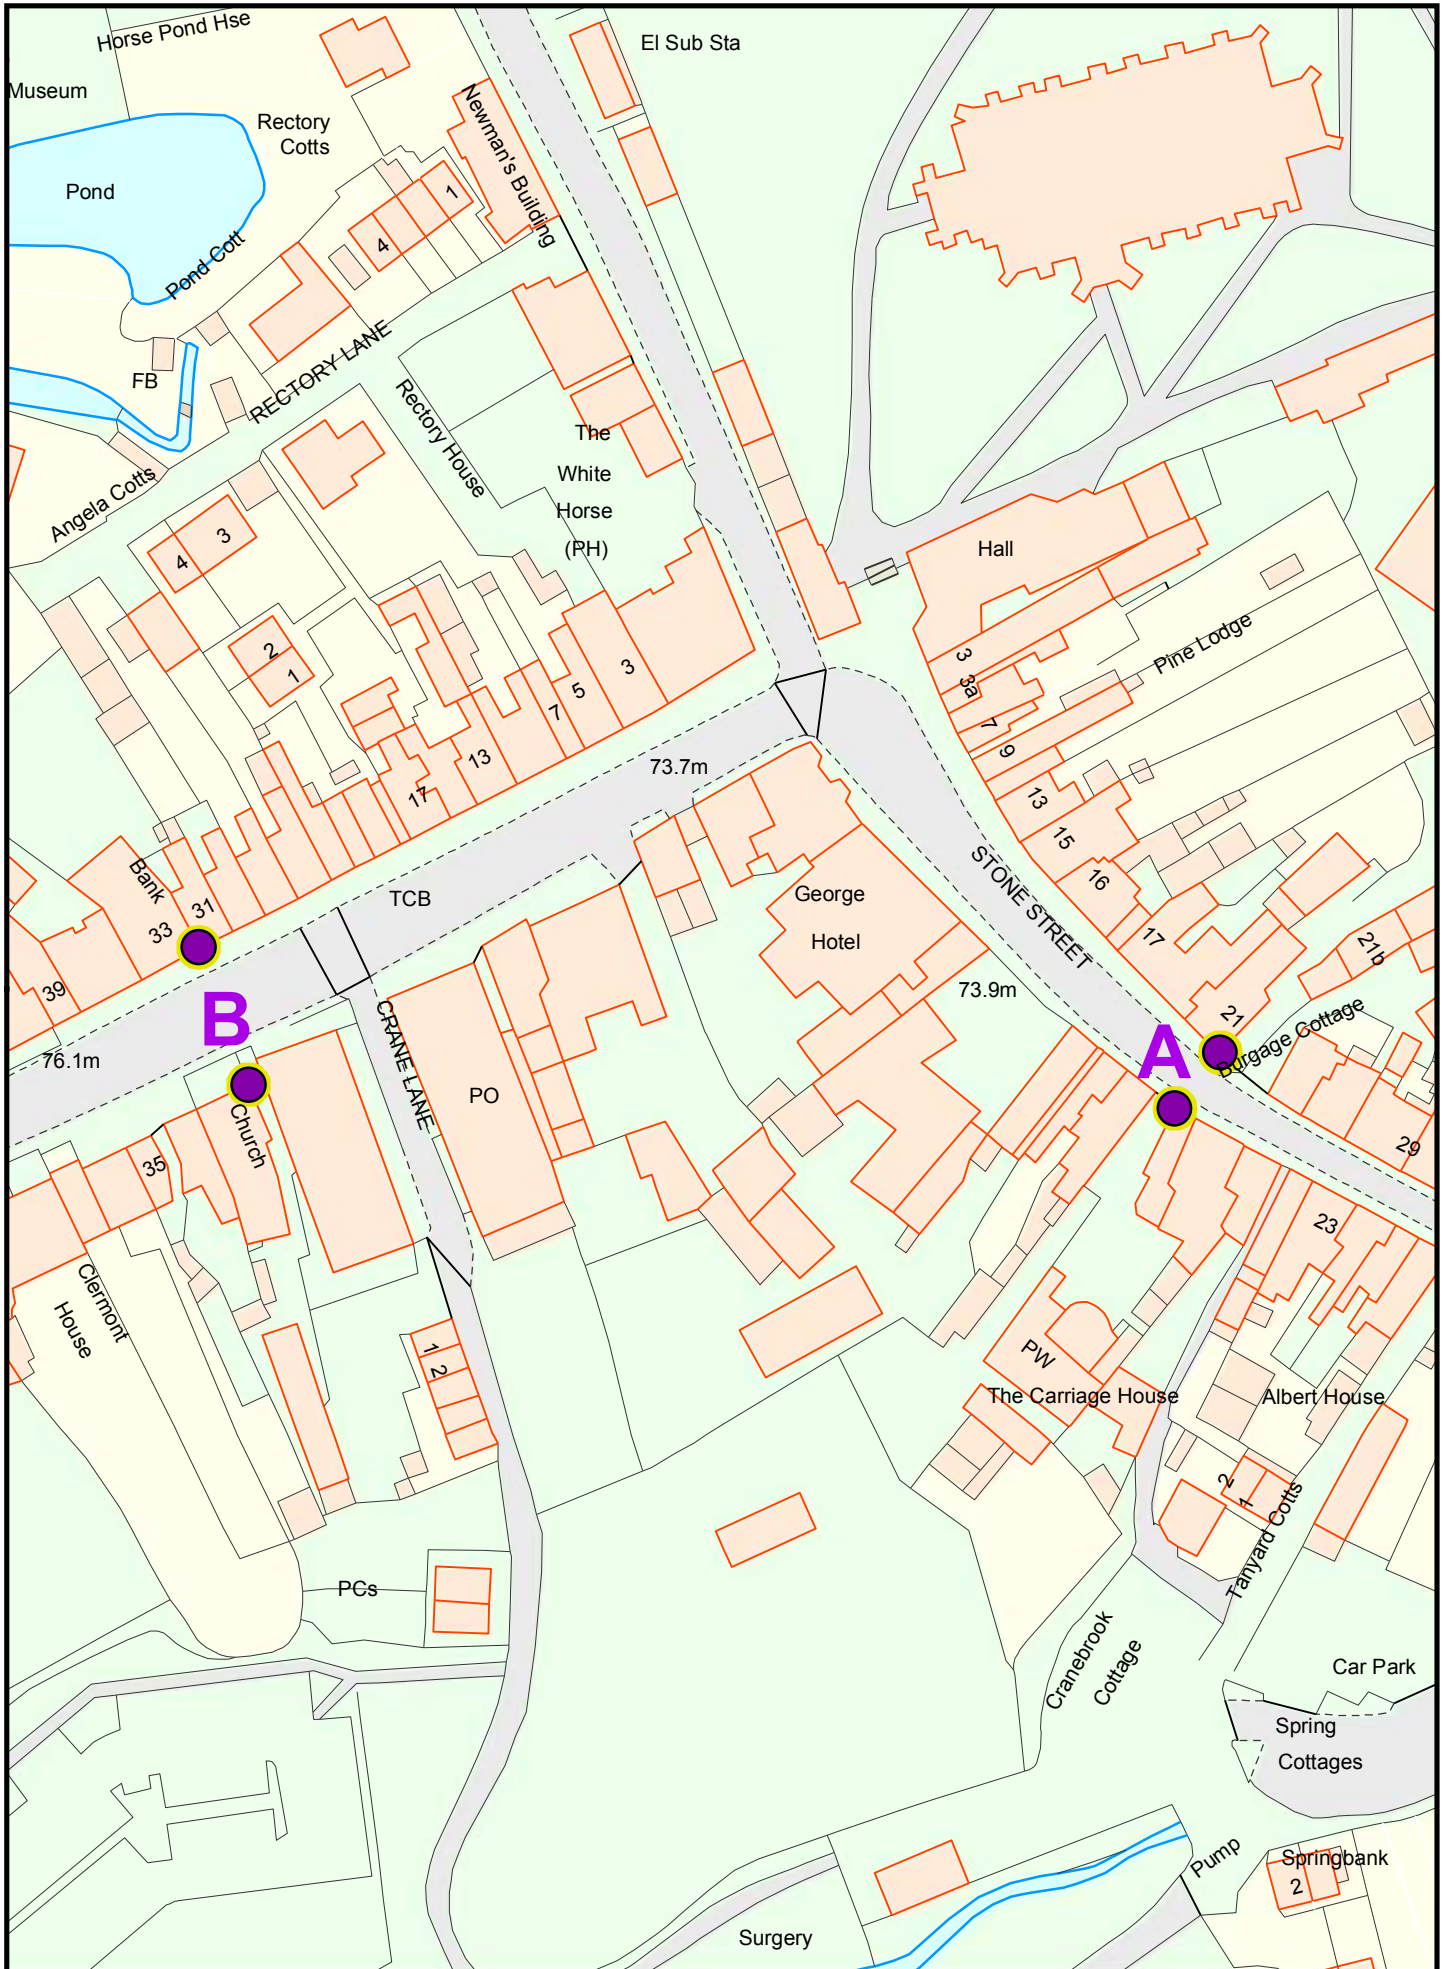 Horse Pond Hse
El Sub Sta
Museum
Rectory
Cotts
Newman's Building
Pond
1
4
Pond Cott
RECTORY LANE
FB
Rectory House
The
White
Horse
(PH)
Angela Cotts
3
4
Hall
2
1
3
5
7
3
3a
7
9
Pine Lodge
13
17
73.7m
13
15
16
Bank
31
33
TCB
George
Hotel
STONE STREET
17
21b
39
73.9m
B
CRANE LANE
21
Burgage Cottage
A
76.1m
PO
Church
35
29
23
Clermont
House
1
2
PW
The Carriage House
Albert House
2
1
Tanyard Cotts
PCs
Cranebrook
Cottage
Car Park
Spring
Cottages
Pump
Springbank
2
Surgery